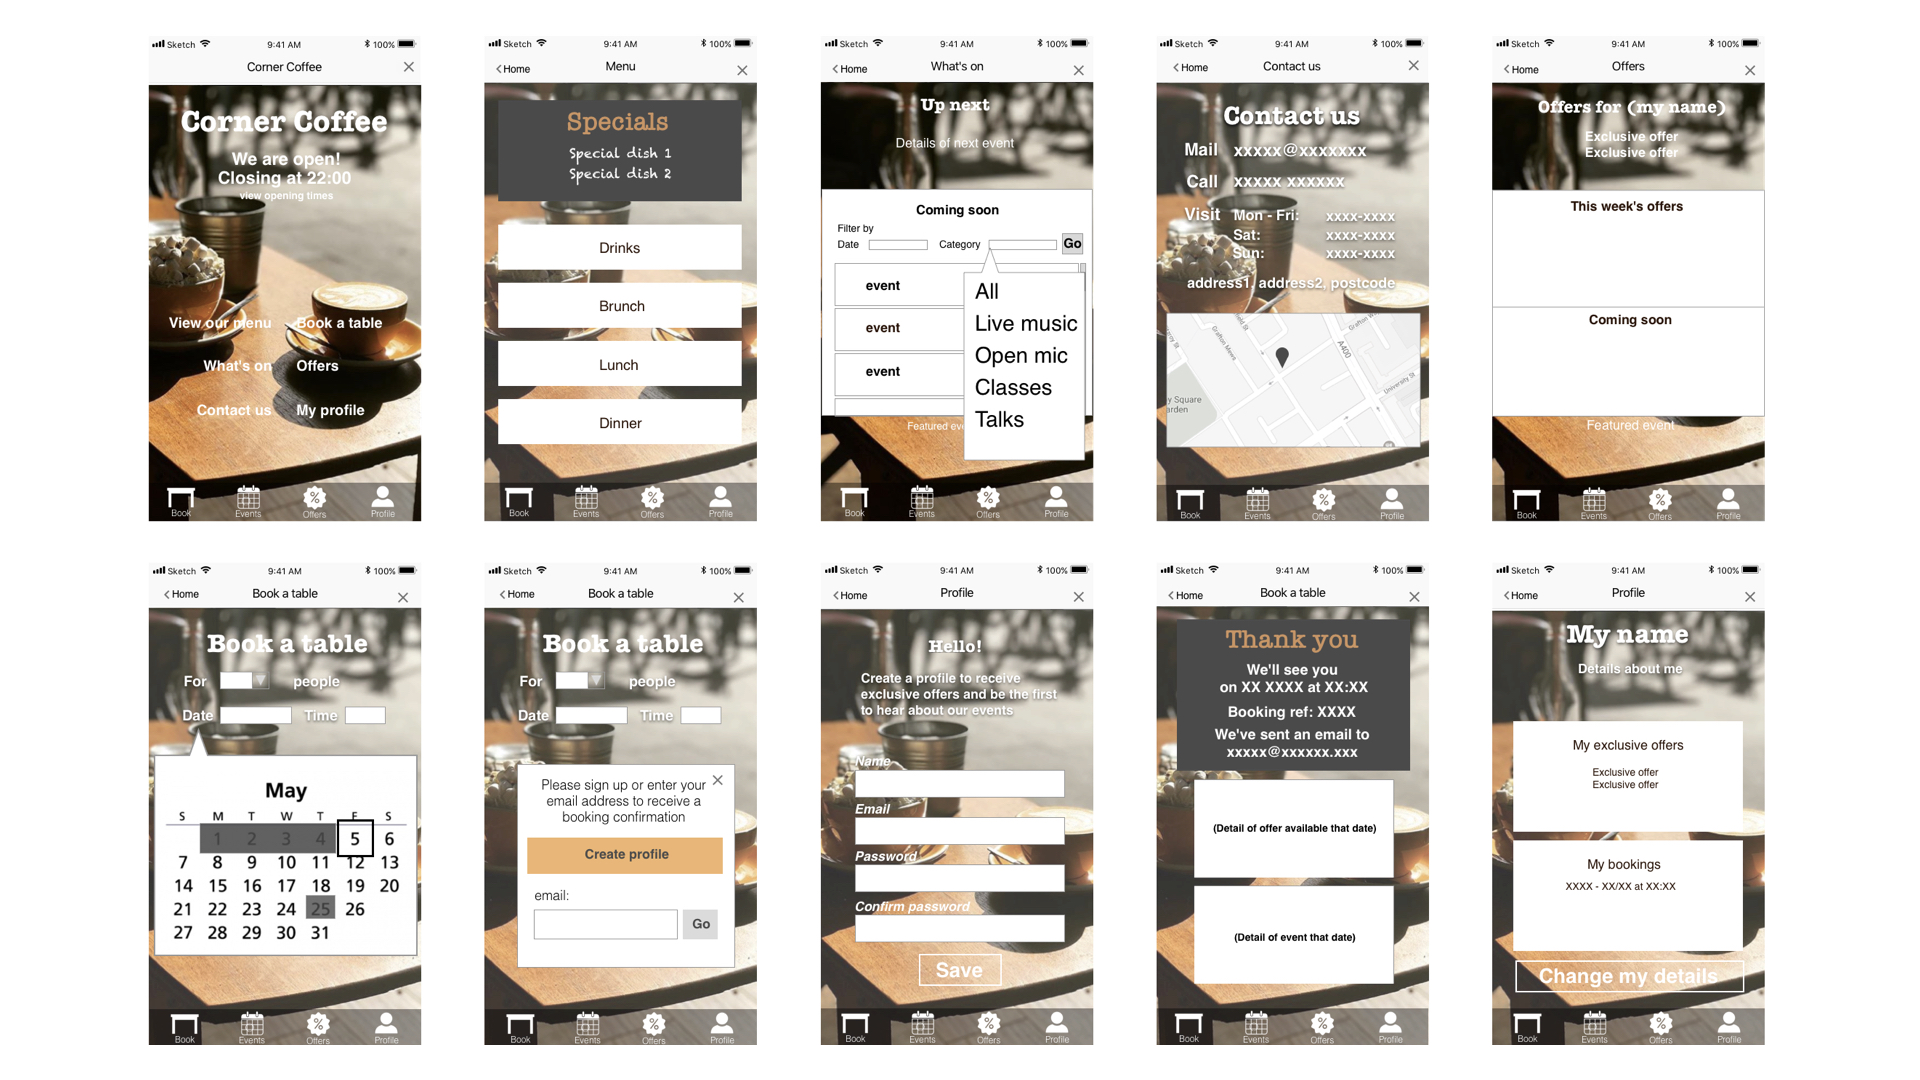 Sketch 9:41 AM 100%
Corner Coffee
Corner Coffee
We are open!
Closing at 22:00
view opening times
View our menu Book a table
What's on Offers
Contact us My profile
Book Events Offers Profile
Sketch 9:41 AM 100%
Home Menu
Specials
Special dish 1
Special dish 2
Drinks
Brunch
Lunch
Dinner
Book Events Offers Profile
Sketch 9:41 AM 100%
Home What's on
Up next
Details of next event
Coming soon
Filter by
Date Category Go
event
event
event
All
Live music
Open mic
Classes
Talks
Featured eve
Book Events Offers Profile
Sketch 9:41 AM 100%
Home Contact us
Contact us
Mail xxxxx@xxxxxxx
Call xxxxx xxxxxx
Visit Mon - Fri: xxxx-xxxx
Sat: xxxx-xxxx
Sun: xxxx-xxxx
address1, address2, postcode
Grafton Mews
A400
University St
y Square
arden
Book Events Offers Profile
Sketch 9:41 AM 100%
Home Offers
Offers for (my name)
Exclusive offer
Exclusive offer
This week's offers
Coming soon
Featured event
Book Events Offers Profile
Sketch 9:41 AM 100%
Home Book a table
Book a table
For people
Date Time
May
S M T W T F S
1 2 3 4 5 6
7 8 9 10 11 12 13
14 15 16 17 18 19 20
21 22 23 24 25 26
27 28 29 30 31
Book Events Offers Profile
Sketch 9:41 AM 100%
Home Book a table
Book a table
For people
Date Time
Please sign up or enter your
email address to receive a
booking confirmation
Create profile
email:
Go
Book Events Offers Profile
Sketch 9:41 AM 100%
Home Profile
Hello!
Create a profile to receive
exclusive offers and be the first
to hear about our events
Name
Email
Password
Confirm password
Save
Book Events Offers Profile
Sketch 9:41 AM 100%
Home Book a table
Thank you
We'll see you
on XX XXXX at XX:XX
Booking ref: XXXX
We've sent an email to
xxxxx@xxxxxx.xxx
(Detail of offer available that date)
(Detail of event that date)
Book Events Offers Profile
Sketch 9:41 AM 100%
Home Profile
My name
Details about me
My exclusive offers
Exclusive offer
Exclusive offer
My bookings
XXXX - XX/XX at XX:XX
Change my details
Book Events Offers Profile